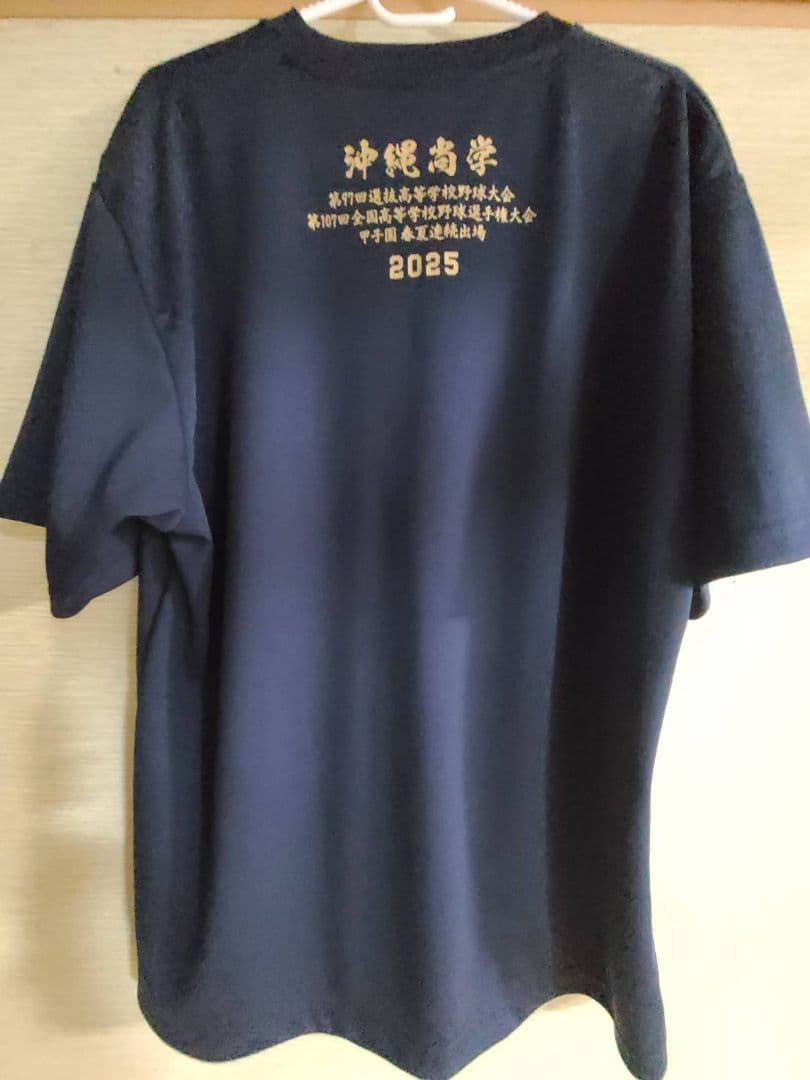 沖縄尚学
第97回選抜高等学校野球大会
第107回全国高等学校野球選手権大会
甲子園 春夏連続出場
2025